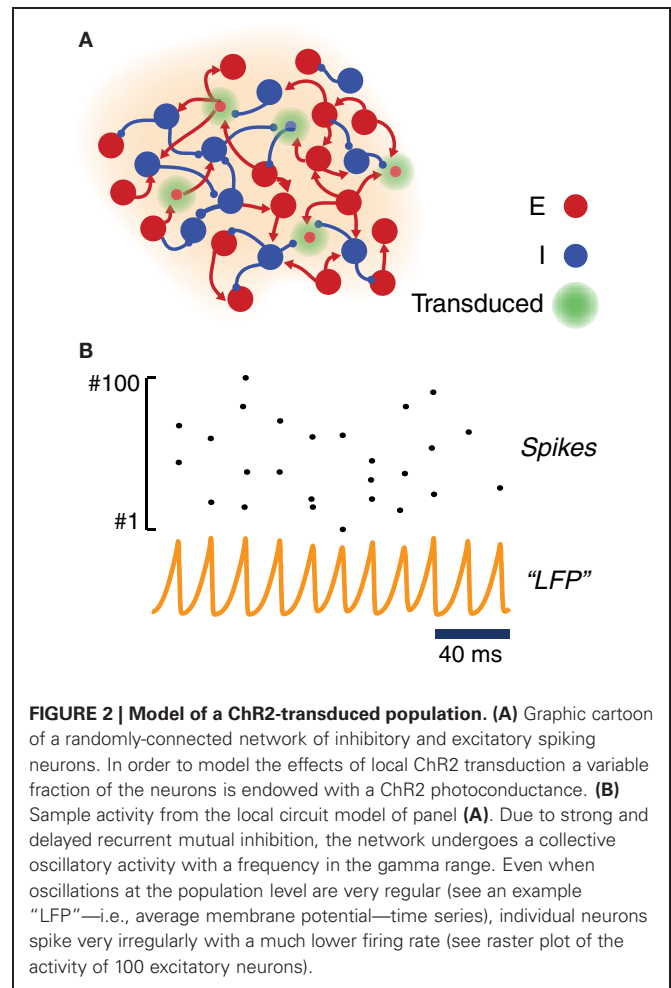 A
E
I
Transduced
B
#100
Spikes
#1
"LFP"
40 ms
FIGURE 2 | Model of a ChR2-transduced population. (A) Graphic cartoon
of a randomly-connected network of inhibitory and excitatory spiking
neurons. In order to model the effects of local ChR2 transduction a variable
fraction of the neurons is endowed with a ChR2 photoconductance. (B)
Sample activity from the local circuit model of panel (A). Due to strong and
delayed recurrent mutual inhibition, the network undergoes a collective
oscillatory activity with a frequency in the gamma range. Even when
oscillations at the population level are very regular (see an example
"LFP"—i.e., average membrane potential—time series), individual neurons
spike very irregularly with a much lower firing rate (see raster plot of the
activity of 100 excitatory neurons).